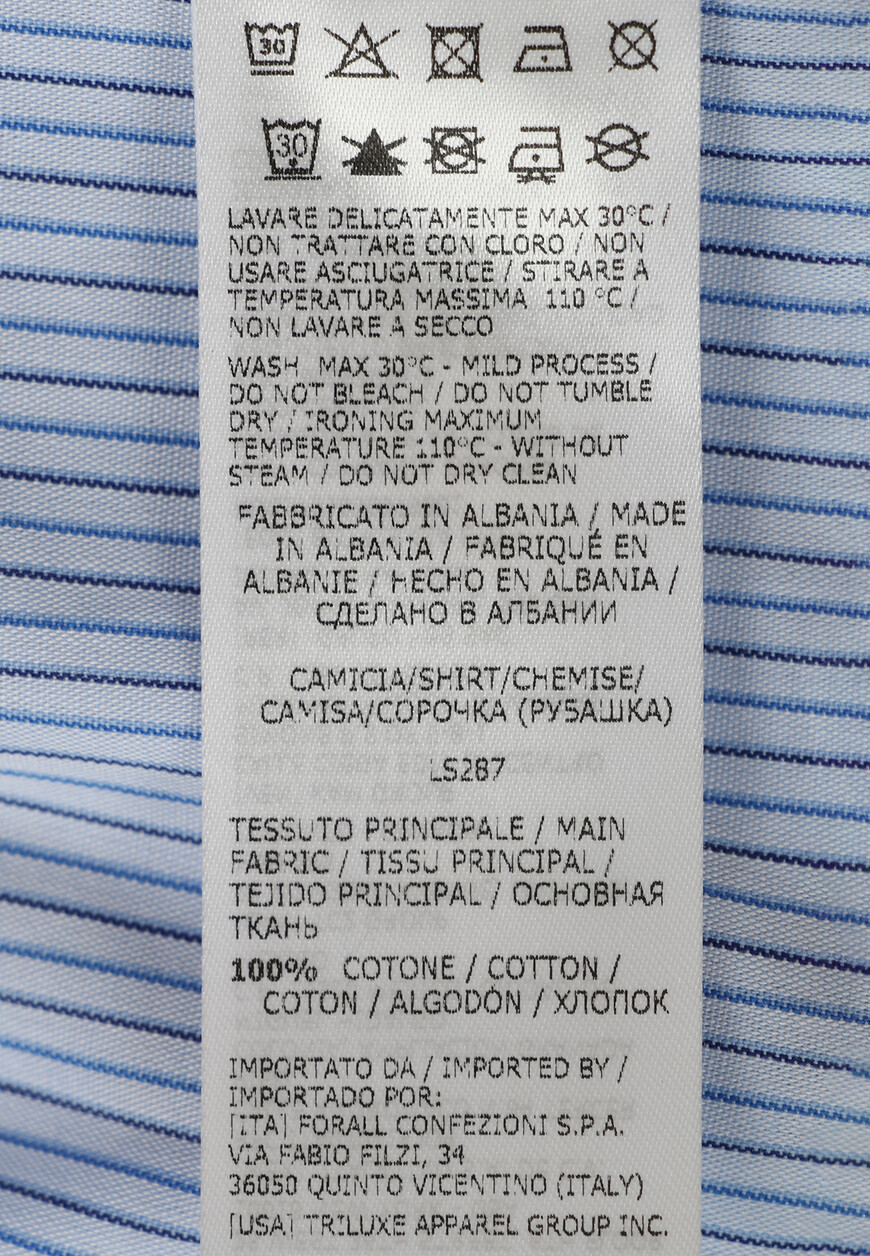 30
30
LAVARE DELICATAMENTE MAX 30°C /
NON TRATTARE CON CLORO / NON
USARE ASCIUGATRICE / STIRARE A
TEMPERATURA MASSIMA 110 °C /
NON LAVARE A SECCO
WASH MAX 30°C - MILD PROCESS /
DO NOT BLEACH / DO NOT TUMBLE
DRY / IRONING MAXIMUM
TEMPERATURE 110°C - WITHOUT
STEAM / DO NOT DRY CLEAN
FABBRICATO IN ALBANIA / MADE
IN ALBANIA / FABRIQUÉ EN
ALBANIE / HECHO EN ALBANIA /
СДЕЛАНО В АЛБАНИИ
CAMICIA/SHIRT/CHEMISE/
CAMISA/СОРОЧКА (РУБАШКА)
LS287
TESSUTO PRINCIPALE / MAIN
FABRIC / TISSU PRINCIPAL /
TEJIDO PRINCIPAL / ОСНОВНАЯ
ТКАНЬ
100% COTONE / COTTON /
COTON / ALGODÓN / ХЛОПОК
IMPORTATO DA / IMPORTED BY /
IMPORTADO POR:
[ITA] FORALL CONFEZIONI S.P.A.
VIA FABIO FILZI, 34
36050 QUINTO VICENTINO (ITALY)
[USA] TRILUXE APPAREL GROUP INC.